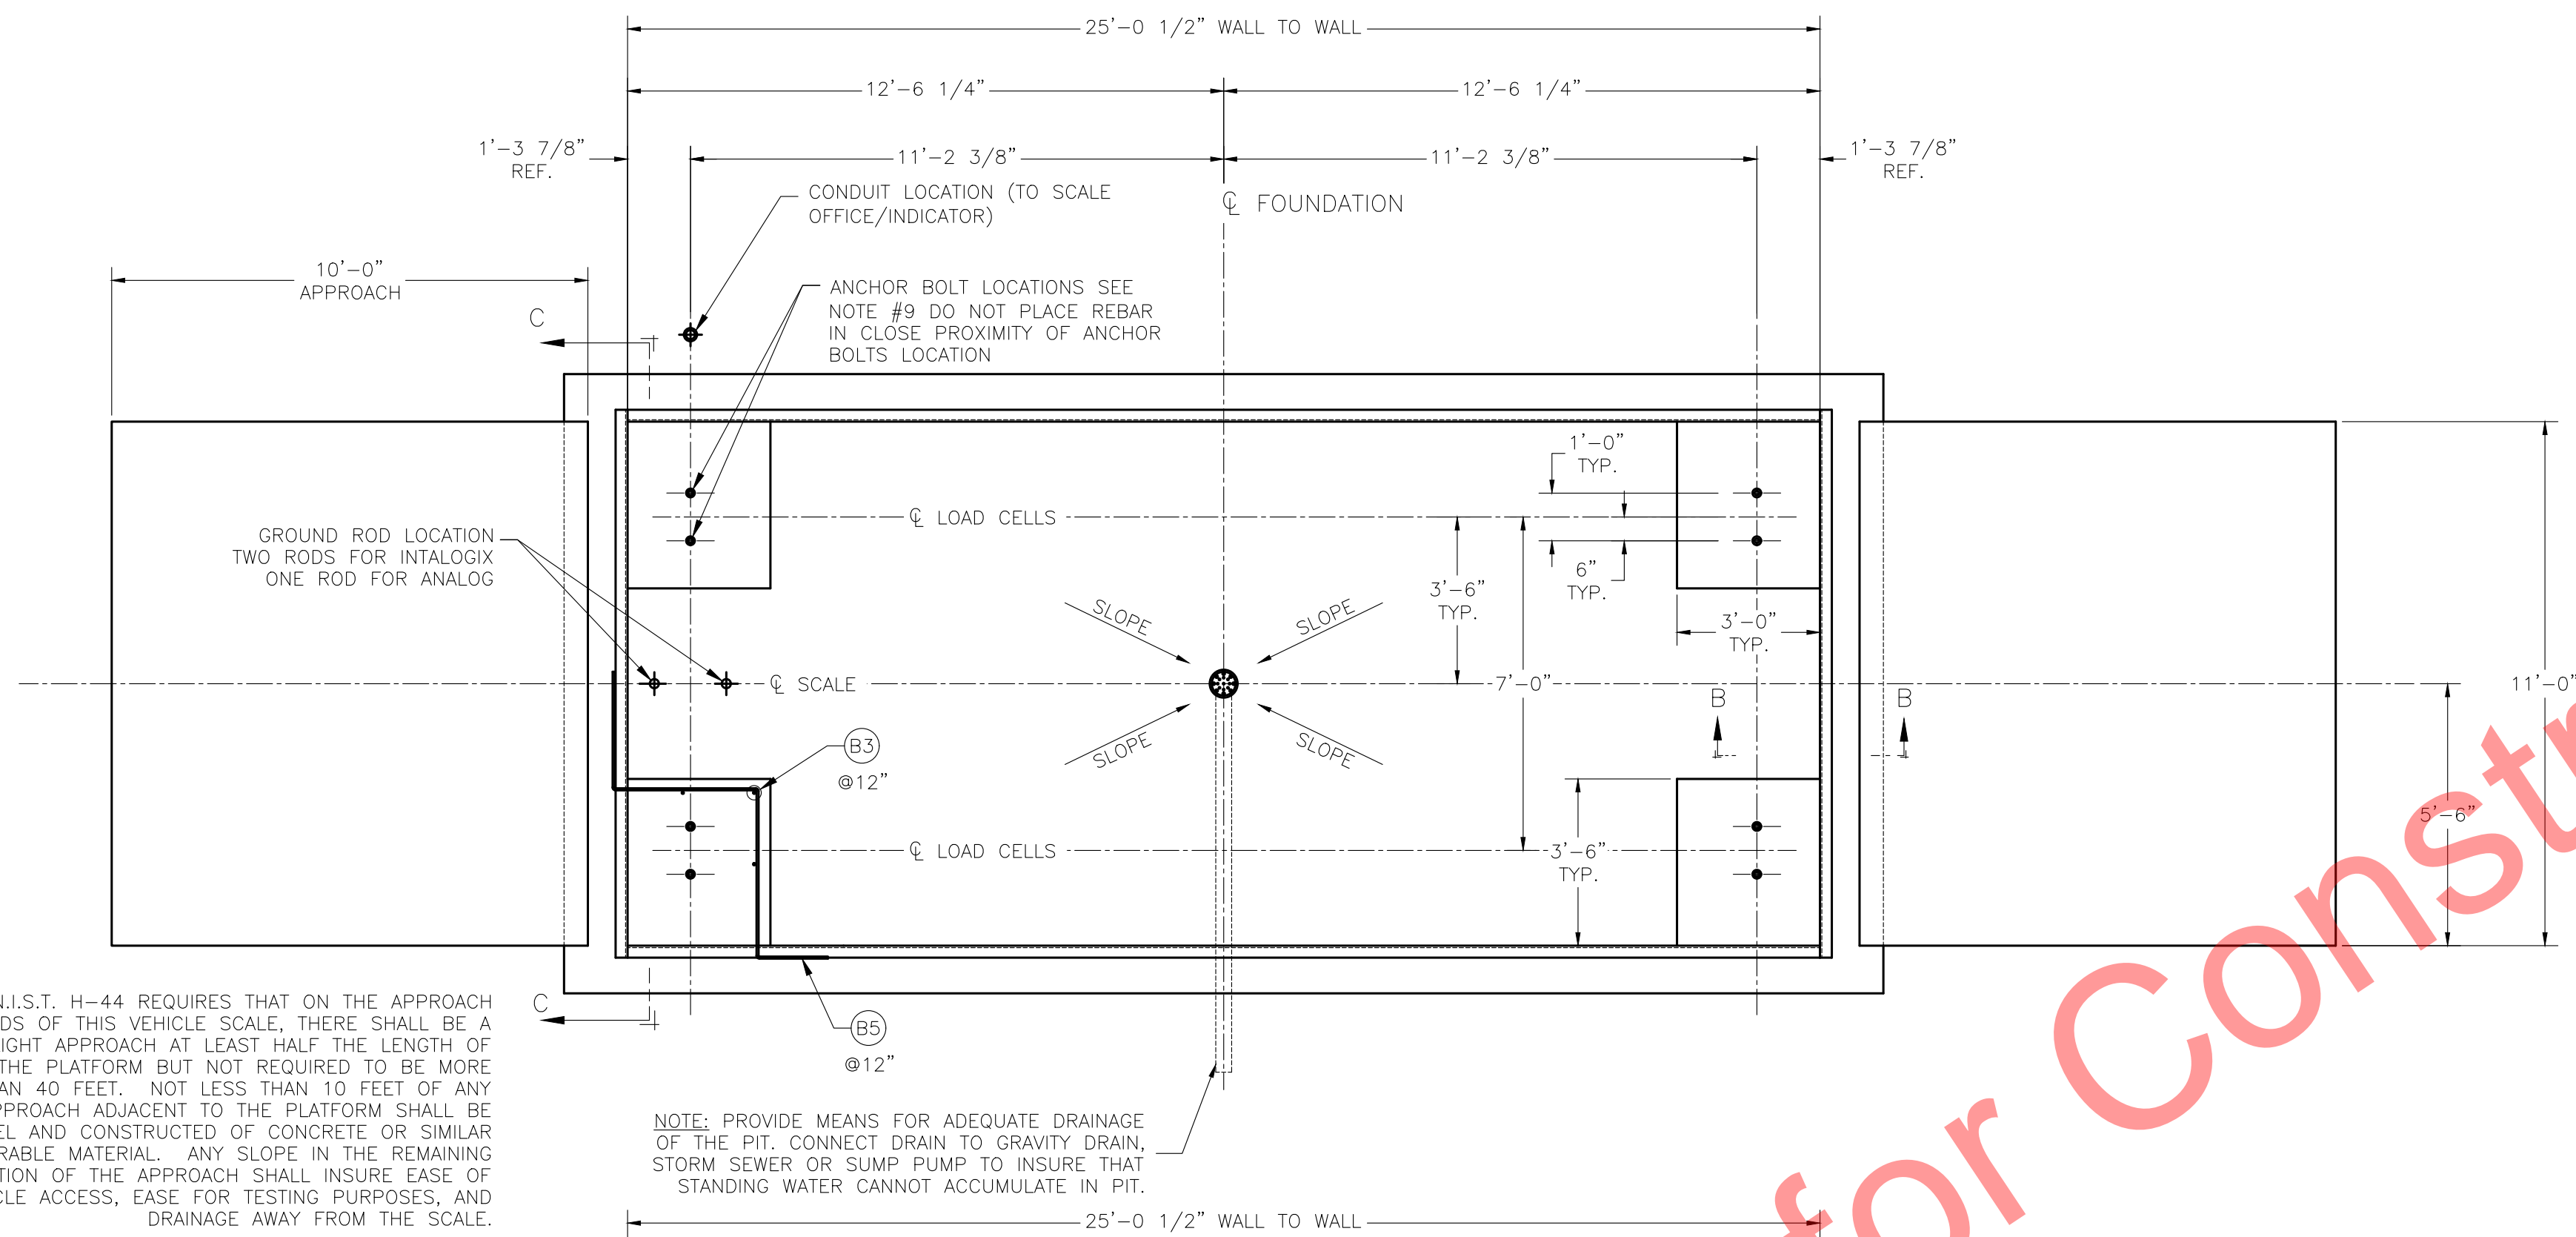 25'-0 1/2" WALL TO WALL
12'-6 1/4"
12'-6 1/4"
1'-3 7/8"
REF.
11'-2 3/8"
11'-2 3/8"
1'-3 7/8"
REF.
CONDUIT LOCATION (TO SCALE
OFFICE/INDICATOR)
℄ FOUNDATION
10'-0"
APPROACH
ANCHOR BOLT LOCATIONS SEE
NOTE #9 DO NOT PLACE REBAR
IN CLOSE PROXIMITY OF ANCHOR
BOLTS LOCATION
C
1'-0"
TYP.
℄ LOAD CELLS
GROUND ROD LOCATION
TWO RODS FOR INTALOGIX
ONE ROD FOR ANALOG
6"
TYP.
3'-6"
TYP.
SLOPE
SLOPE
3'-0"
TYP.
℄ SCALE
7'-0"
11'-0"
B
B
SLOPE
SLOPE
B3
@12"
5'-6"
℄ LOAD CELLS
3'-6"
TYP.
C
N.I.S.T. H-44 REQUIRES THAT ON THE APPROACH
OF THIS VEHICLE SCALE, THERE SHALL BE A
APPROACH AT LEAST HALF THE LENGTH OF
THE PLATFORM BUT NOT REQUIRED TO BE MORE
40 FEET. NOT LESS THAN 10 FEET OF ANY
ADJACENT TO THE PLATFORM SHALL BE
AND CONSTRUCTED OF CONCRETE OR SIMILAR
MATERIAL. ANY SLOPE IN THE REMAINING
OF THE APPROACH SHALL INSURE EASE OF
ACCESS, EASE FOR TESTING PURPOSES, AND
DRAINAGE AWAY FROM THE SCALE.
B5
@12"
NOTE: PROVIDE MEANS FOR ADEQUATE DRAINAGE
OF THE PIT. CONNECT DRAIN TO GRAVITY DRAIN,
STORM SEWER OR SUMP PUMP TO INSURE THAT
STANDING WATER CANNOT ACCUMULATE IN PIT.
25'-0 1/2" WALL TO WALL
for Constr